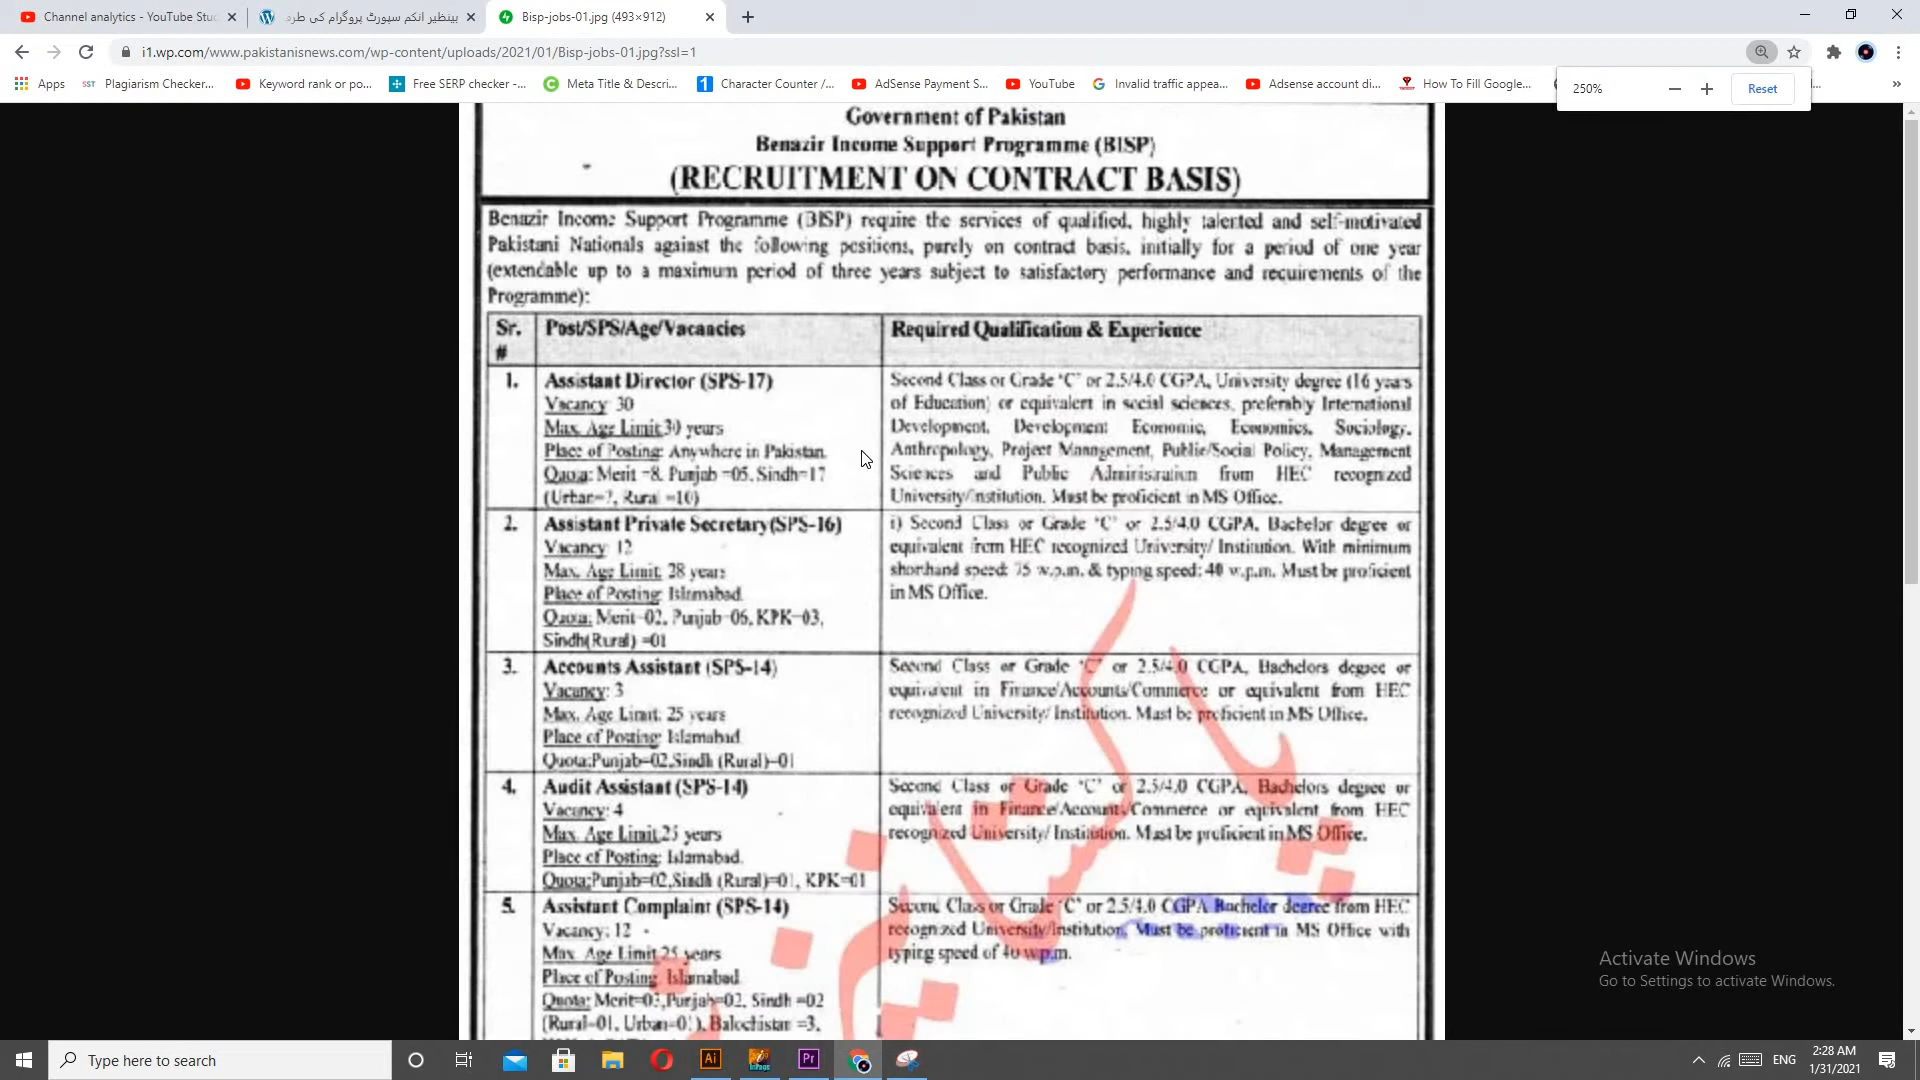 Channel analytics - YouTube Stu
بینظیر انکم سپورٹ پروگرام کی طرف
Bisp-jobs-01.jpg (493×912)
i1.wp.com/www.pakistanisnews.com/wp-content/uploads/2021/01/Bisp-jobs-01.jpg?ssl=1
Apps
SST Plagiarism Checker...
Keyword rank or po...
Free SERP checker -...
Meta Title & Descri...
Character Counter /...
AdSense Payment S...
YouTube
Invalid traffic appea...
Adsense account di...
How To Fill Google...
250%
Reset
Government of Pakistan
Benazir Income Support Programme (BISP)
(RECRUITMENT ON CONTRACT BASIS)
Benazir Income Support Programme (BISP) require the services of qualified, highly talented and self-motivated
Pakistani Nationals against the following positions, purely on contract basis, initially for a period of one year
(extendable up to a maximum period of three years subject to satisfactory performance and requirements of the
Programme):
Sr. # Post/SPS/Age/Vacancies Required Qualification & Experience
1. Assistant Director (SPS-17)
Vacancy 30
Max. Age Limit 30 years
Place of Posting: Anywhere in Pakistan.
Quota: Merit =8, Punjab =05, Sindh=17
(Urban=7, Rural =10)
Second Class or Grade 'C' or 2.5/4.0 CGPA, University degree (16 years
of Education) or equivalent in social sciences, preferably International
Development, Development Economic, Economics, Sociology,
Anthropology, Project Management, Public/Social Policy, Management
Sciences and Public Administration from HEC recognized
University/Institution. Must be proficient in MS Office.
2. Assistant Private Secretary(SPS-16)
Vacancy 12
Max. Age Limit 28 years
Place of Posting Islamabad
Quota: Merit=02, Punjab=06, KPK=03,
Sindh(Rural) =01
i) Second Class or Grade 'C' or 2.5/4.0 CGPA, Bachelor degree or
equivalent from HEC recognized University/ Institution. With minimum
shorthand speed: 75 w.p.m. & typing speed: 40 w.p.m. Must be proficient
in MS Office.
3. Accounts Assistant (SPS-14)
Vacancy: 3
Max. Age Limit 25 years
Place of Posting: Islamabad
Quota:Punjab=02,Sindh (Rural)=01
Second Class or Grade 'C' or 2.5/4.0 CGPA, Bachelors degree or
equivalent in Finance/Accounts/Commerce or equivalent from HEC
recognized University/ Institution. Must be proficient in MS Office.
4. Audit Assistant (SPS-14)
Vacancy: 4
Max. Age Limit 25 years
Place of Posting: Islamabad.
Quota:Punjab=02,Sindh (Rural)=01, KPK=01
Second Class or Grade 'C' or 2.5/4.0 CGPA, Bachelors degree or
equivalent in Finance/Accounts/Commerce or equivalent from HEC
recognized University/ Institution. Must be proficient in MS Office.
5. Assistant Complaint (SPS-14)
Vacancy: 12
Max. Age Limit 25 years
Place of Posting Islamabad
Quota: Merit=03,Punjab=02, Sindh =02
(Rural=01, Urban=01), Balochistan =3,
Second Class or Grade 'C' or 2.5/4.0 CGPA Bachelor degree from HEC
recognized University/Institution. Must be proficient in MS Office with
typing speed of 40 w.p.m.
Activate Windows
Go to Settings to activate Windows.
Type here to search
Ai
Pr
ENG
2:28 AM
1/31/2021